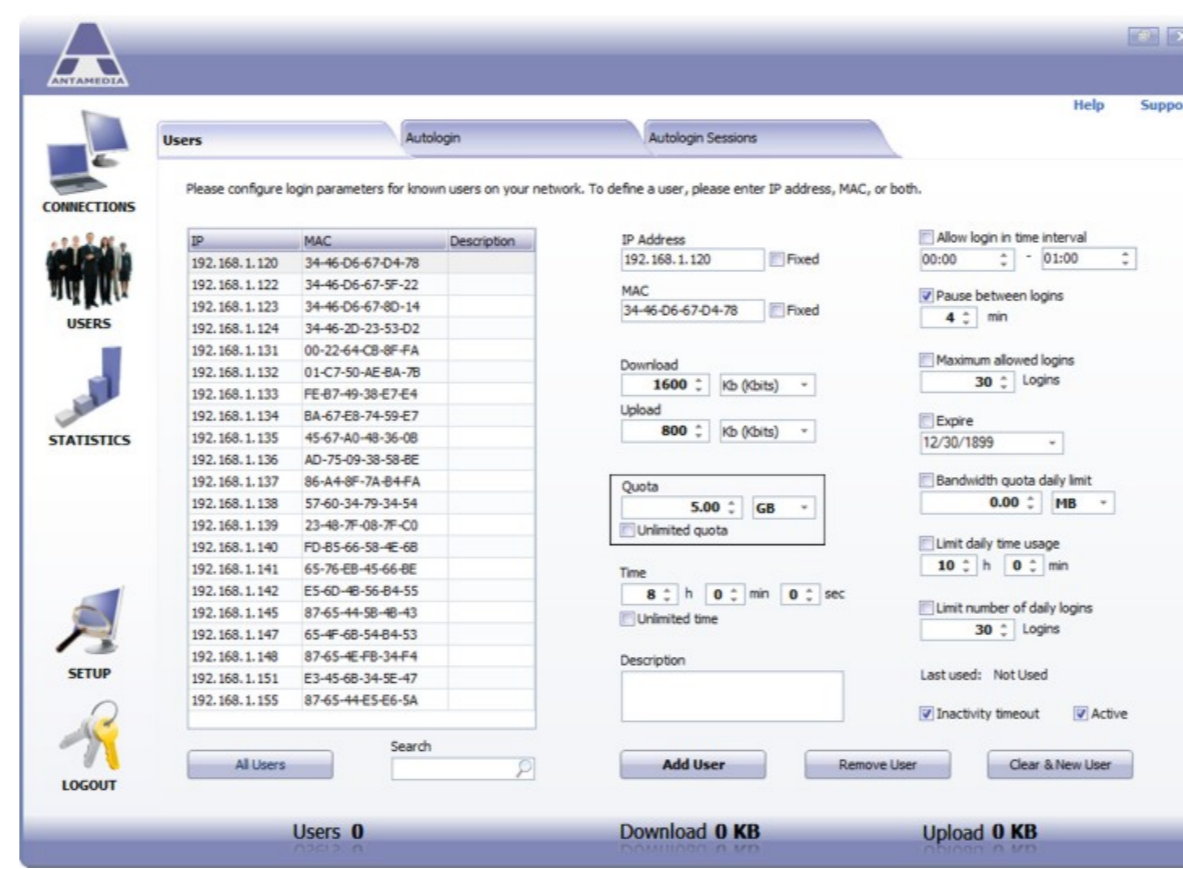 ANTAMEDIA
Help Suppo
Users Autologin Autologin Sessions
Please configure login parameters for known users on your network. To define a user, please enter IP address, MAC, or both.
CONNECTIONS
USERS
STATISTICS
SETUP
LOGOUT
IP MAC Description
192.168.1.120 34-46-D6-67-D4-78
192.168.1.122 34-46-D6-67-5F-22
192.168.1.123 34-46-D6-67-8D-14
192.168.1.124 34-46-2D-23-53-D2
192.168.1.131 00-22-64-CB-8F-FA
192.168.1.132 01-C7-50-AE-BA-7B
192.168.1.133 FE-B7-49-38-E7-E4
192.168.1.134 BA-67-E8-74-59-E7
192.168.1.135 45-67-A0-48-36-0B
192.168.1.136 AD-75-09-38-58-BE
192.168.1.137 86-A4-8F-7A-B4-FA
192.168.1.138 57-60-34-79-34-54
192.168.1.139 23-48-7F-08-7F-C0
192.168.1.140 FD-B5-66-58-4E-6B
192.168.1.141 65-76-EB-45-66-BE
192.168.1.142 E5-6D-4B-56-B4-55
192.168.1.145 87-65-44-5B-4B-43
192.168.1.147 65-4F-6B-54-B4-53
192.168.1.148 87-65-4E-FB-34-F4
192.168.1.151 E3-45-6B-34-5E-47
192.168.1.155 87-65-44-E5-E6-5A
All Users
Search
IP Address
192.168.1.120 Fixed
MAC
34-46-D6-67-D4-78 Fixed
Download
1600 Kb (Kbits)
Upload
800 Kb (Kbits)
Quota
5.00 GB
Unlimited quota
Time
8 h 0 min 0 sec
Unlimited time
Description
Allow login in time interval
00:00 - 01:00
Pause between logins
4 min
Maximum allowed logins
30 Logins
Expire
12/30/1899
Bandwidth quota daily limit
0.00 MB
Limit daily time usage
10 h 0 min
Limit number of daily logins
30 Logins
Last used: Not Used
Inactivity timeout Active
Add User Remove User Clear & New User
Users 0 Download 0 KB Upload 0 KB